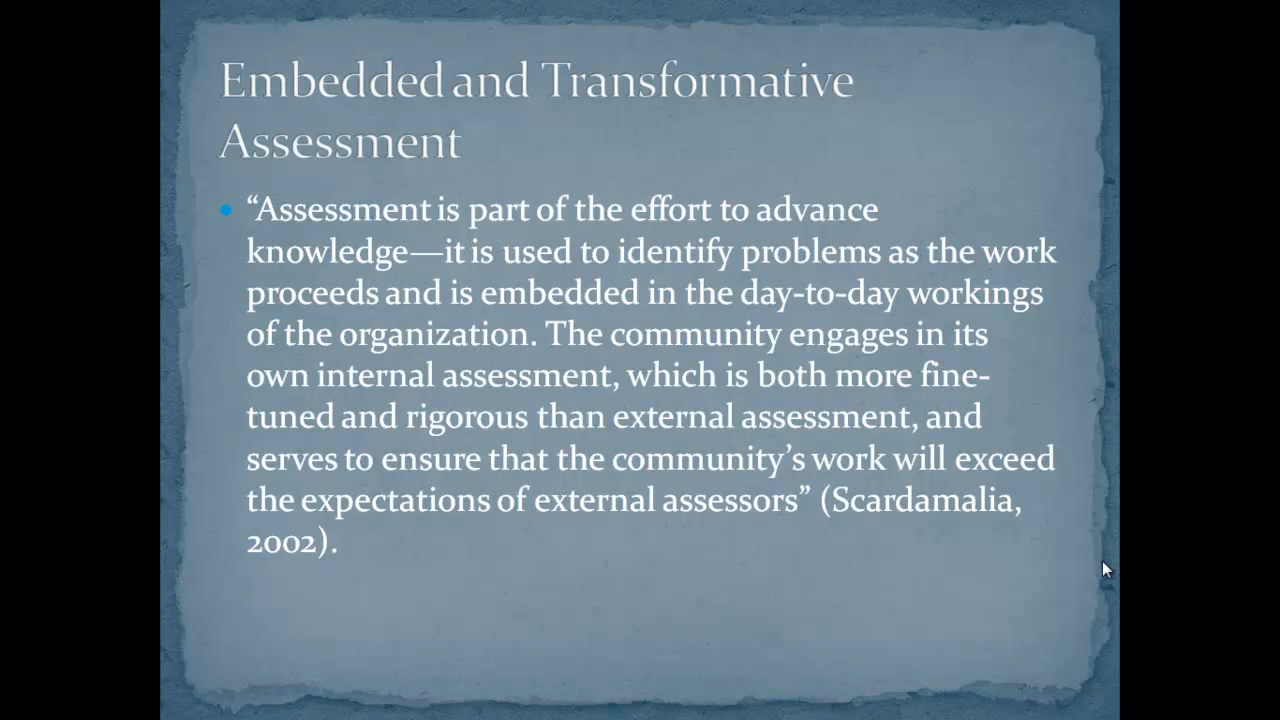 Embedded and Transformative
Assessment
• “Assessment is part of the effort to advance
knowledge—it is used to identify problems as the work
proceeds and is embedded in the day-to-day workings
of the organization. The community engages in its
own internal assessment, which is both more fine-
tuned and rigorous than external assessment, and
serves to ensure that the community’s work will exceed
the expectations of external assessors” (Scardamalia,
2002).